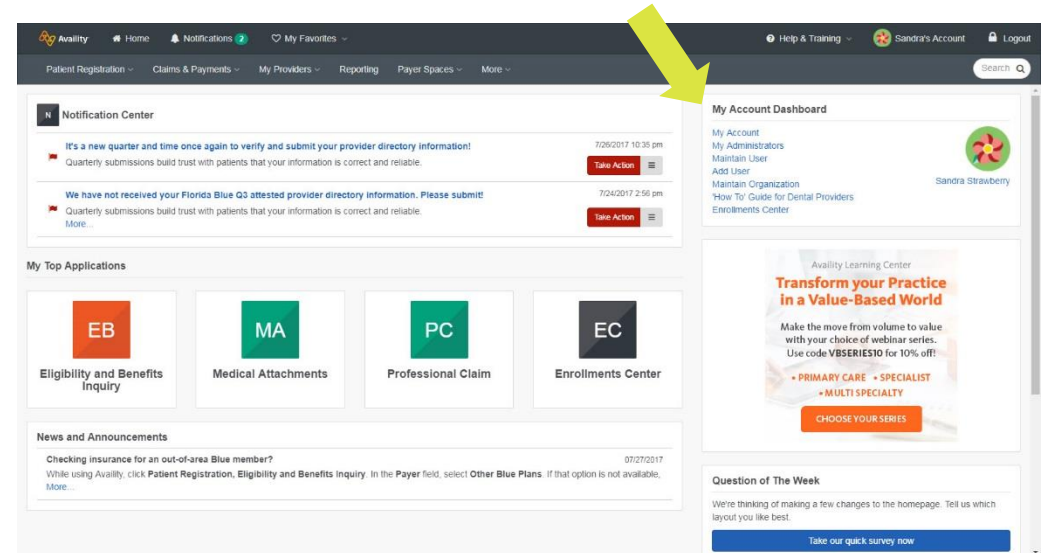 Availity Home Notifications 2 My Favorites Help & Training Sandra's Account Logout
Patient Registration Claims & Payments My Providers Reporting Payer Spaces More Search
N Notification Center
It's a new quarter and time once again to verify and submit your provider directory information! 7/26/2017 10:35 pm
Quarterly submissions build trust with patients that your information is correct and reliable. Take Action
We have not received your Florida Blue Q3 attested provider directory information. Please submit! 7/24/2017 2:56 pm
Quarterly submissions build trust with patients that your information is correct and reliable. Take Action
More...
My Top Applications
EB
Eligibility and Benefits
Inquiry
MA
Medical Attachments
PC
Professional Claim
EC
Enrollments Center
News and Announcements
Checking insurance for an out-of-area Blue member? 07/27/2017
While using Availity, click Patient Registration, Eligibility and Benefits Inquiry. In the Payer field, select Other Blue Plans. If that option is not available,
More...
My Account Dashboard
My Account
My Administrators
Maintain User
Add User
Maintain Organization
'How To' Guide for Dental Providers
Enrollments Center
Sandra Strawberry
Availity Learning Center
Transform your Practice
in a Value-Based World
Make the move from volume to value
with your choice of webinar series.
Use code VBSERIES10 for 10% off!
• PRIMARY CARE • SPECIALIST
• MULTI SPECIALTY
CHOOSE YOUR SERIES
Question of The Week
We're thinking of making a few changes to the homepage. Tell us which
layout you like best.
Take our quick survey now